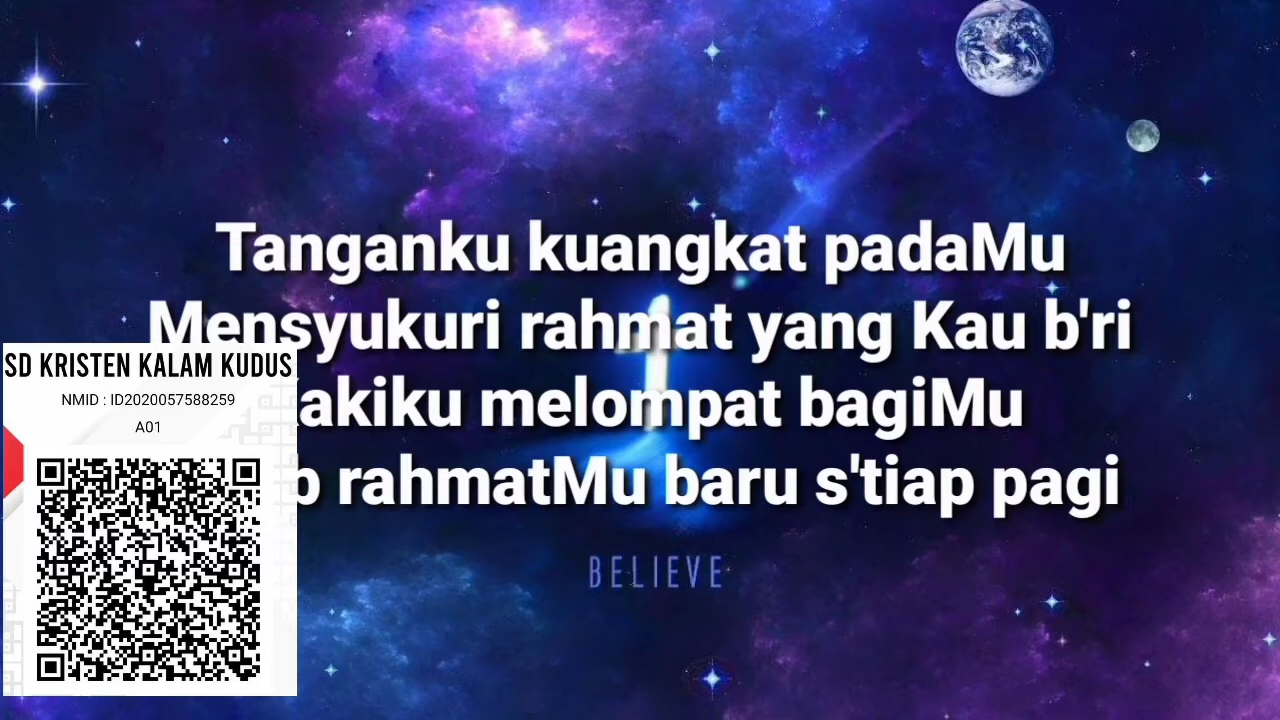 Tanganku kuangkat padaMu
Mensyukuri rahmat yang Kau b'ri
akiku melompat bagiMu
b rahmatMu baru s'tiap pagi
BELIEVE
SD KRISTEN KALAM KUDUS
NMID : ID2020057588259
A01